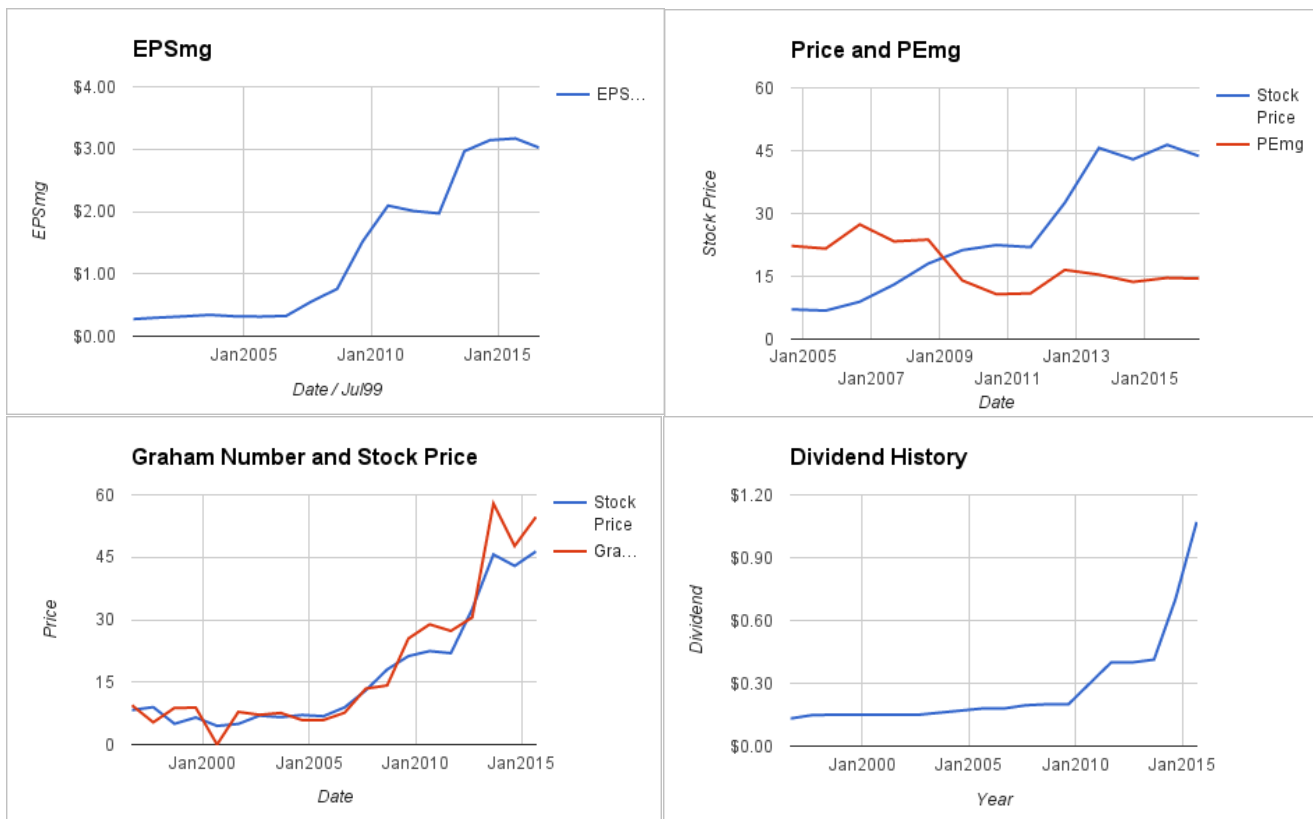 EPSmg
$4.00
$3.00
$2.00
$1.00
$0.00
EPSmg
Jan2005
Jan2010
Jan2015
Date / Jul99
EPS...
Price and PEmg
60
45
30
15
0
Stock Price
Jan2005
Jan2009
Jan2013
Jan2007
Jan2011
Jan2015
Date
Stock
Price
PEmg
Graham Number and Stock Price
60
45
30
15
0
Price
Jan2000
Jan2005
Jan2010
Jan2015
Date
Stock
Price
Gra...
Dividend History
$1.20
$0.90
$0.60
$0.30
$0.00
Dividend
Jan2000
Jan2005
Jan2010
Jan2015
Year